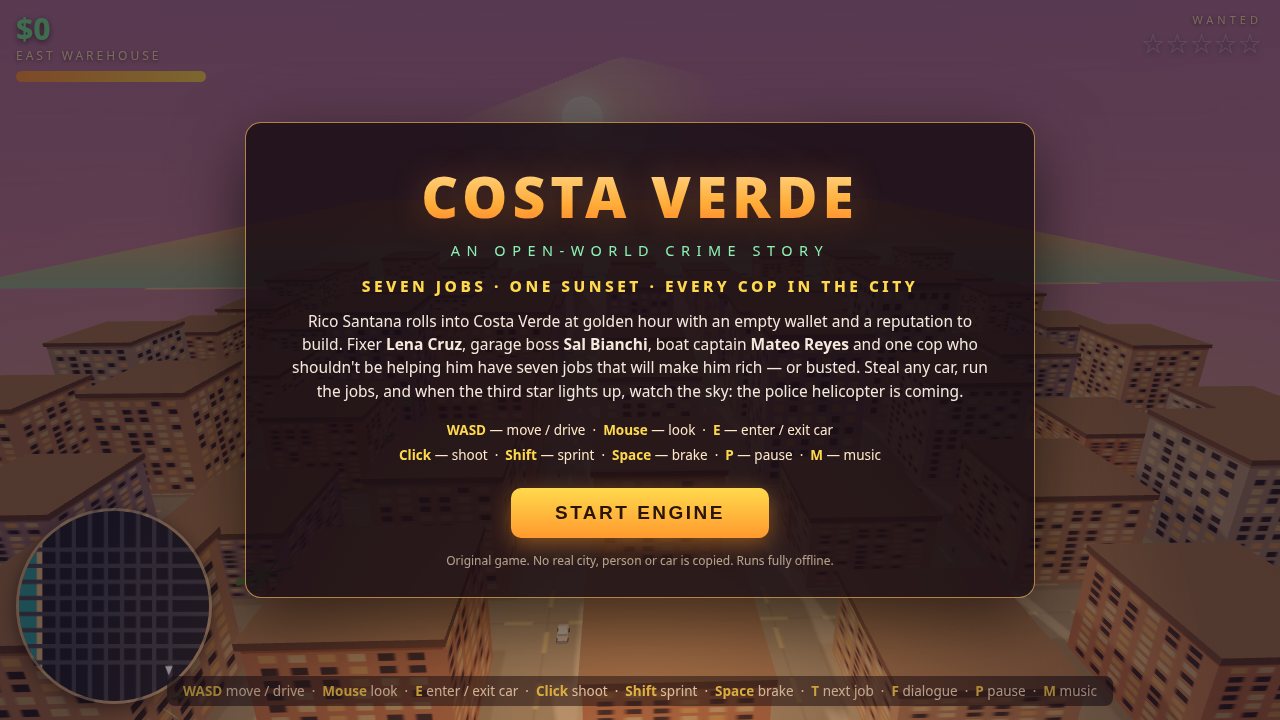 $0
EAST WAREHOUSE
WANTED
☆☆☆☆☆
COSTA VERDE
AN OPEN-WORLD CRIME STORY
SEVEN JOBS · ONE SUNSET · EVERY COP IN THE CITY
Rico Santana rolls into Costa Verde at golden hour with an empty wallet and a reputation to
build. Fixer Lena Cruz, garage boss Sal Bianchi, boat captain Mateo Reyes and one cop who
shouldn't be helping him have seven jobs that will make him rich — or busted. Steal any car, run
the jobs, and when the third star lights up, watch the sky: the police helicopter is coming.
WASD — move / drive · Mouse — look · E — enter / exit car
Click — shoot · Shift — sprint · Space — brake · P — pause · M — music
START ENGINE
Original game. No real city, person or car is copied. Runs fully offline.
WASD move / drive · Mouse look · E enter / exit car · Click shoot · Shift sprint · Space brake · T next job · F dialogue · P pause · M music